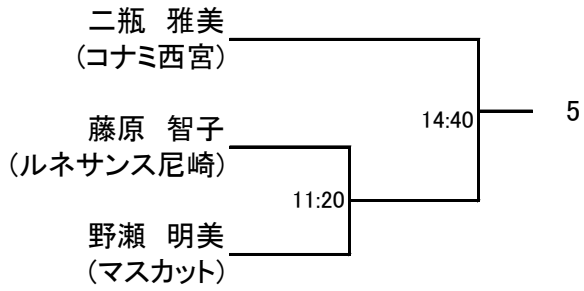 二瓶　雅美
(コナミ西宮)
14:40
5
藤原　智子
(ルネサンス尼崎)
11:20
野瀬　明美
(マスカット)